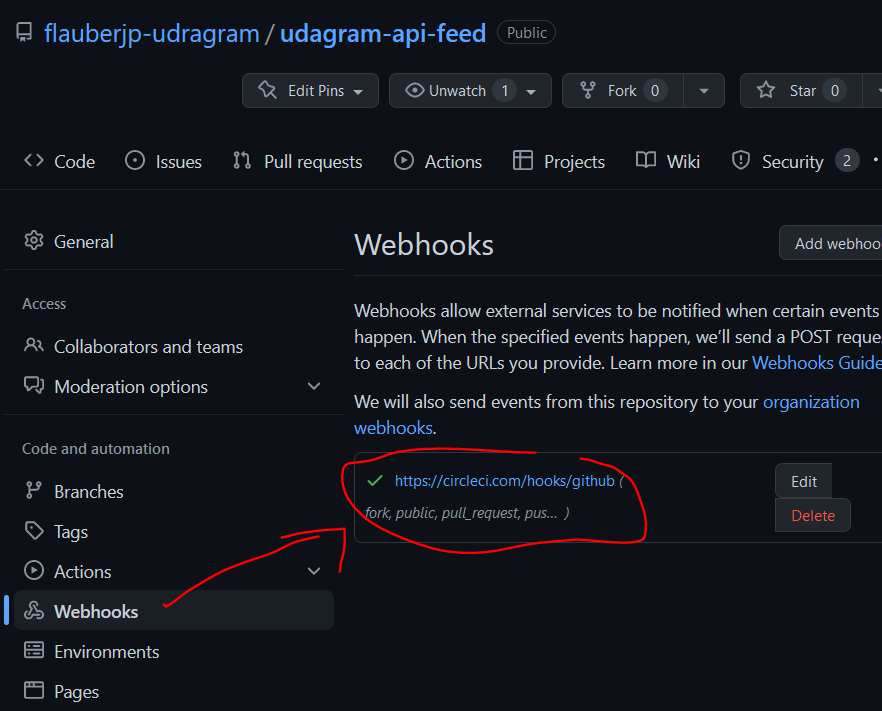 flauberjp-udragram / udagram-api-feed Public
Edit Pins Unwatch 1 Fork 0 Star 0
Code Issues Pull requests Actions Projects Wiki Security 2
General
Access
Collaborators and teams
Moderation options
Code and automation
Branches
Tags
Actions
Webhooks
Environments
Pages
Webhooks
Add webhoo
Webhooks allow external services to be notified when certain events
happen. When the specified events happen, we’ll send a POST reque
to each of the URLs you provide. Learn more in our Webhooks Guide
We will also send events from this repository to your organization
webhooks.
https://circleci.com/hooks/github (
fork, public, pull_request, pus... )
Edit
Delete